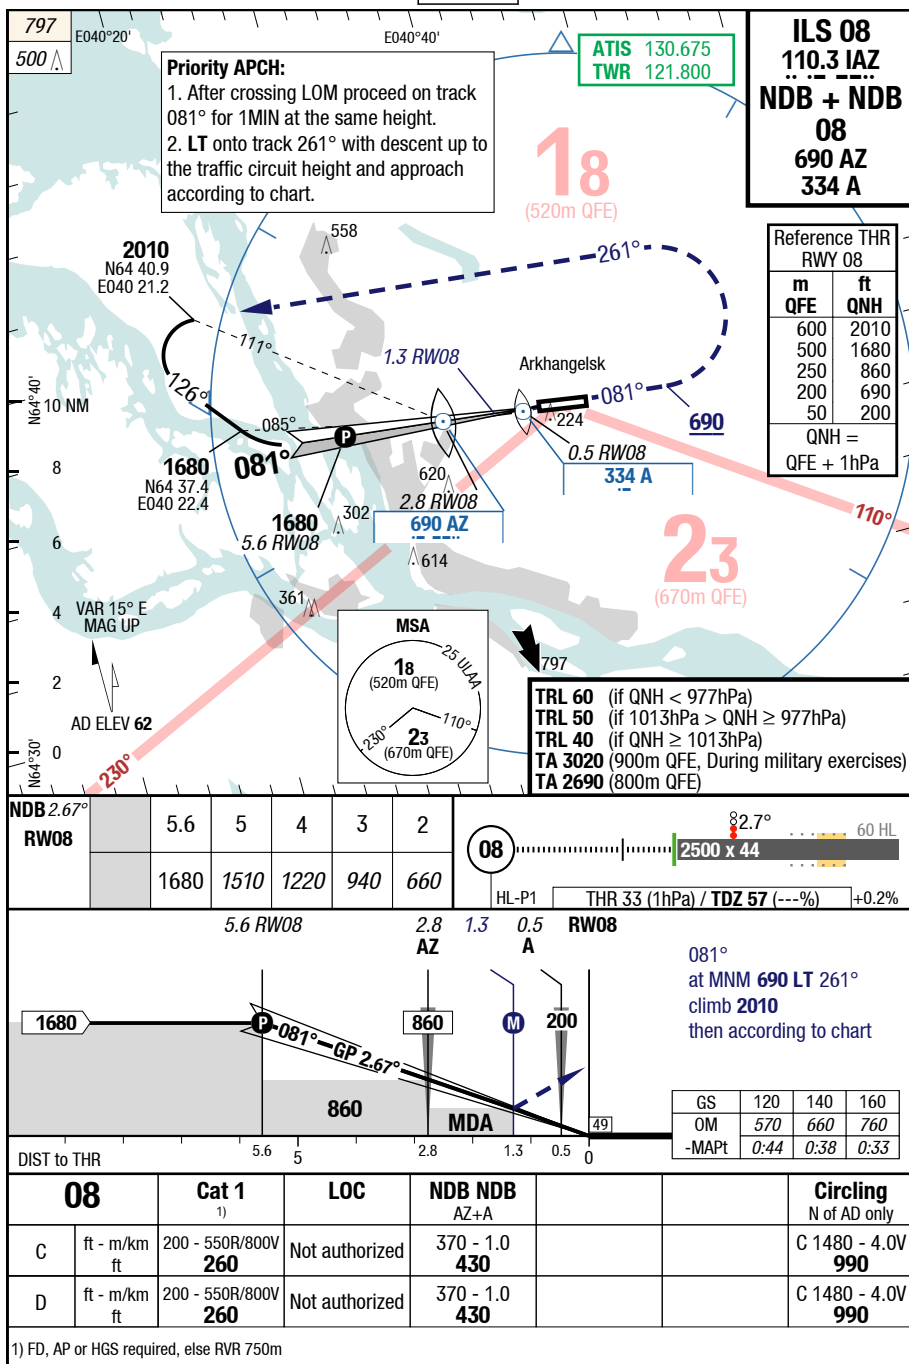 797
500
E040°20'
E040°40'
Priority APCH:
1. After crossing LOM proceed on track
081° for 1MIN at the same height.
2. LT onto track 261° with descent up to
the traffic circuit height and approach
according to chart.
ATIS 130.675
TWR 121.800
ILS 08
110.3 IAZ
NDB + NDB
08
690 AZ
334 A
18
(520m QFE)
Reference THR
RWY 08
m ft
QFE QNH
600 2010
500 1680
250 860
200 690
50 200
QNH =
QFE + 1hPa
558
2010
N64 40.9
E040 21.2
261°
111°
1.3 RW08
Arkhangelsk
126°
081°
690
N64°40'
10 NM
085°
P
224
081°
0.5 RW08
334 A
8
1680
N64 37.4
E040 22.4
620
2.8 RW08
690 AZ
302
1680
5.6 RW08
110°
6
614
23
(670m QFE)
361
4
VAR 15° E
MAG UP
MSA
18
(520m QFE)
25 ULAA
230°
110°
23
(670m QFE)
797
2
AD ELEV 62
N64°30'
0
230°
TRL 60 (if QNH < 977hPa)
TRL 50 (if 1013hPa > QNH ≥ 977hPa)
TRL 40 (if QNH ≥ 1013hPa)
TA 3020 (900m QFE, During military exercises)
TA 2690 (800m QFE)
NDB 2.67°
RW08
5.6 5 4 3 2
1680 1510 1220 940 660
08
2.7°
60 HL
2500 x 44
HL-P1
THR 33 (1hPa) / TDZ 57 (---%)
+0.2%
5.6 RW08 2.8 1.3 0.5 RW08
AZ A
081°
at MNM 690 LT 261°
climb 2010
then according to chart
1680
P
081° GP 2.67°
860
M
200
860
MDA
49
DIST to THR
5.6 5 2.8 1.3 0.5 0
GS 120 140 160
OM 570 660 760
-MAPt 0:44 0:38 0:33
08 Cat 1 LOC NDB NDB Circling
1) AZ+A N of AD only
C ft - m/km 200 - 550R/800V Not authorized 370 - 1.0 C 1480 - 4.0V
ft 260 430 990
D ft - m/km 200 - 550R/800V Not authorized 370 - 1.0 C 1480 - 4.0V
ft 260 430 990
1) FD, AP or HGS required, else RVR 750m